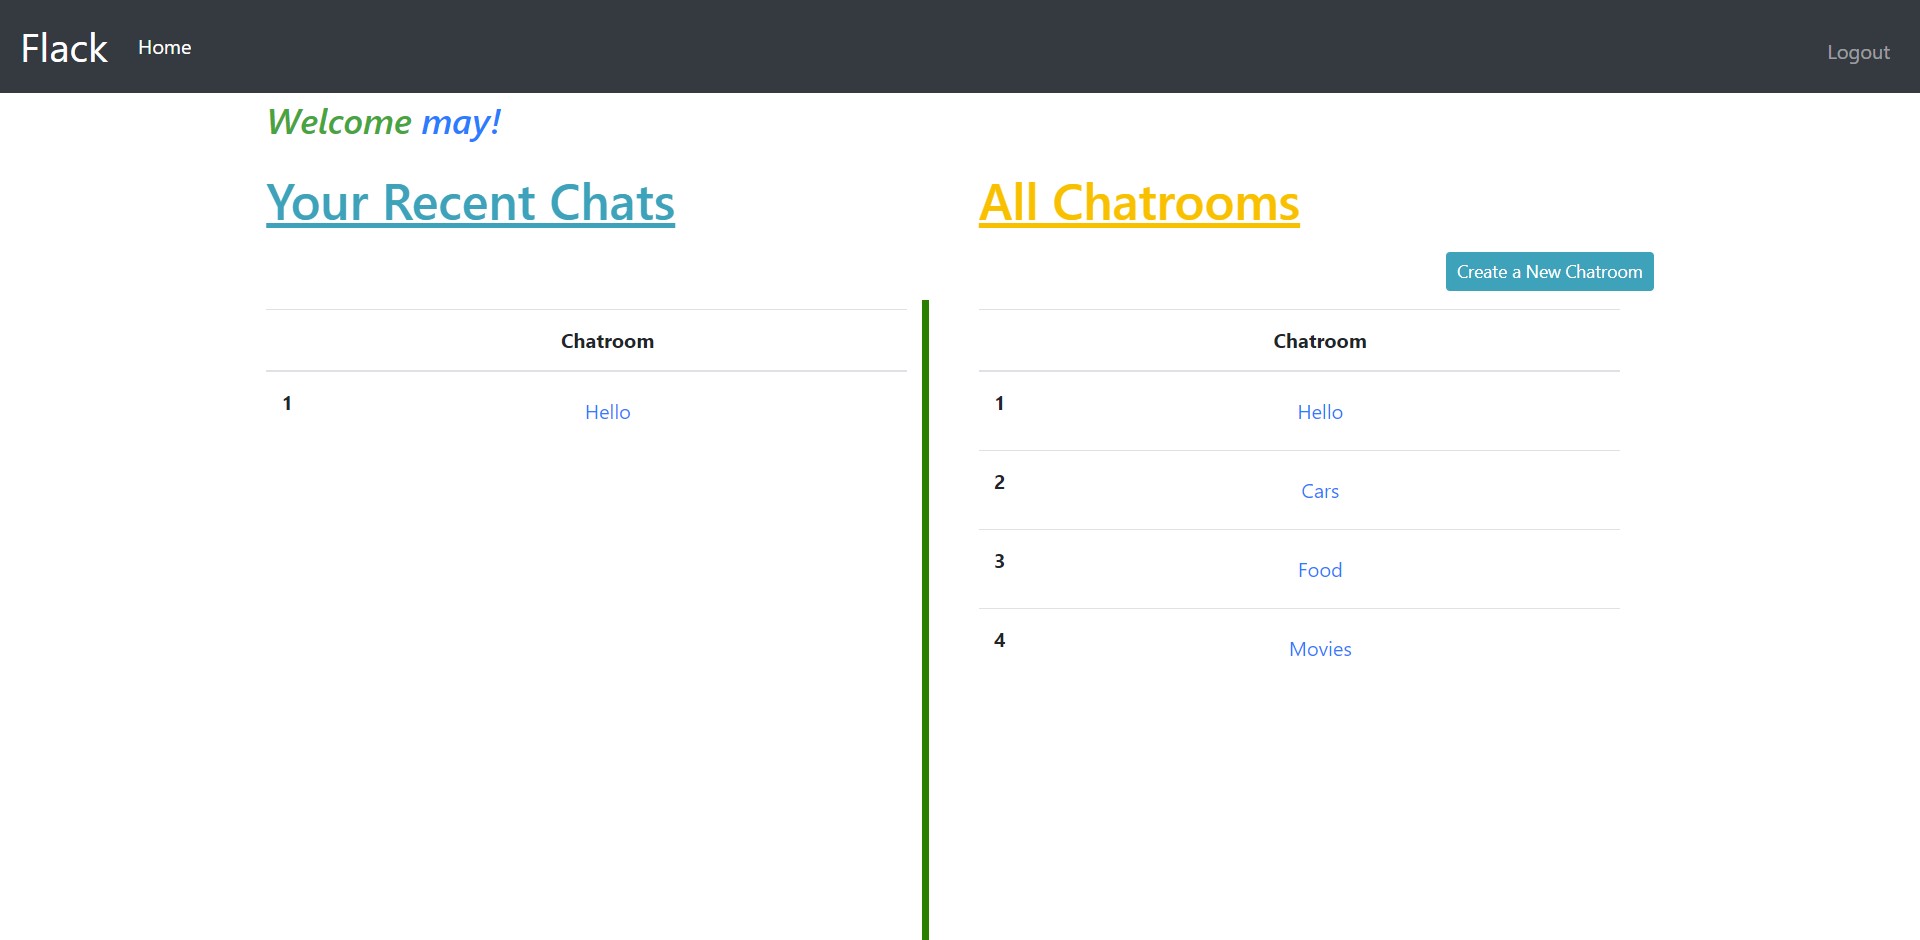 Flack Home Logout
Welcome may!
Your Recent Chats
All Chatrooms
Create a New Chatroom
Chatroom
1 Hello
Chatroom
1 Hello
2 Cars
3 Food
4 Movies